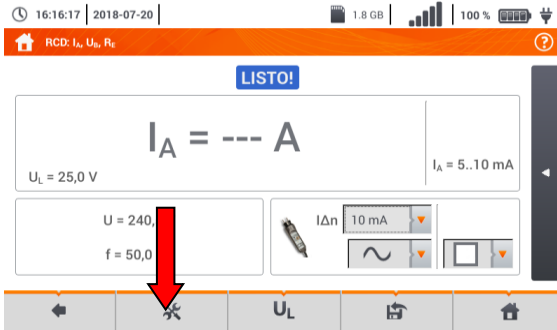 16:16:17 2018-07-20 1.8 GB 100 %
RCD: IA, UB, RE
?
LISTO!
IA = --- A
UL = 25,0 V
IA = 5..10 mA
U = 240,
f = 50,0
IΔn 10 mA
UL